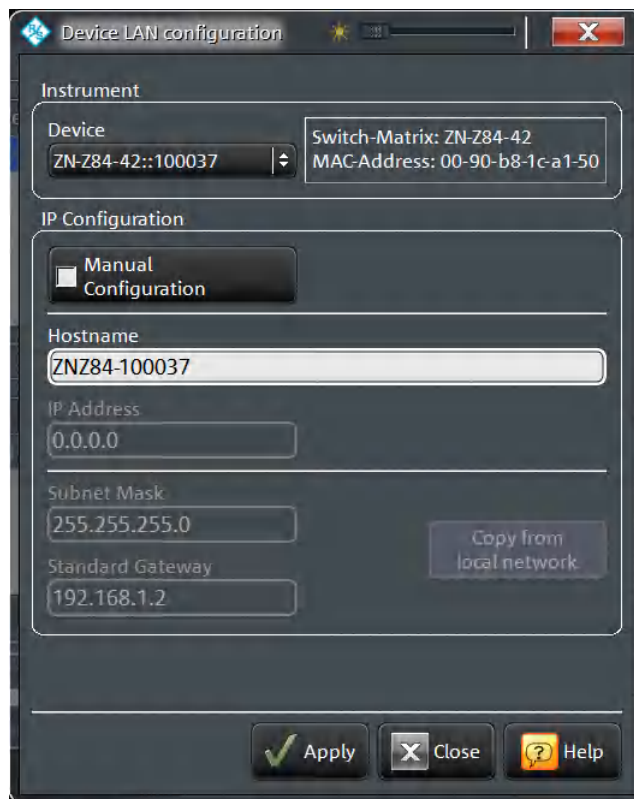 Device LAN configuration
Instrument
Device
ZN-Z84-42::100037
Switch-Matrix: ZN-Z84-42
MAC-Address: 00-90-b8-1c-a1-50
IP Configuration
Manual
Configuration
Hostname
ZNZ84-100037
IP Address
0.0.0.0
Subnet Mask
255.255.255.0
Copy from
local network
Standard Gateway
192.168.1.2
Apply
Close
Help